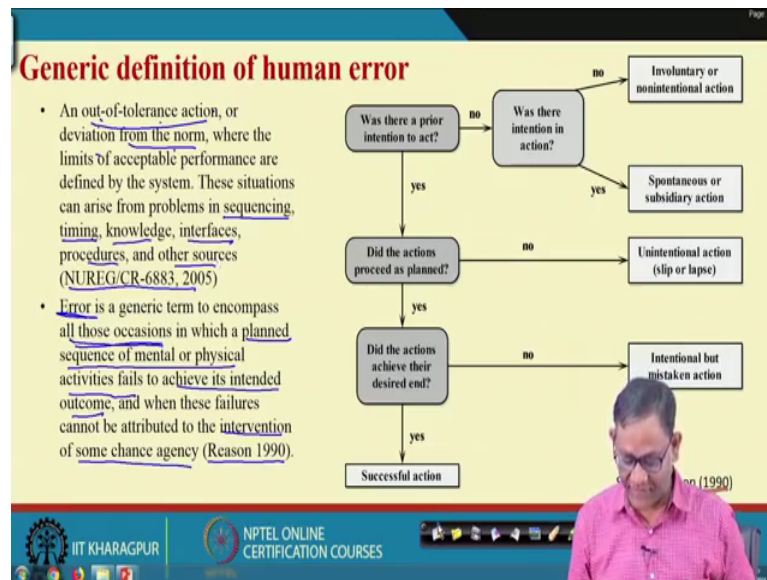 Page
Generic definition of human error
• An out-of-tolerance action, or
deviation from the norm, where the
limits of acceptable performance are
defined by the system. These situations
can arise from problems in sequencing,
timing, knowledge, interfaces,
procedures, and other sources
(NUREG/CR-6883, 2005)
• Error is a generic term to encompass
all those occasions in which a planned
sequence of mental or physical
activities fails to achieve its intended
outcome, and when these failures
cannot be attributed to the intervention
of some chance agency (Reason 1990).
Was there a prior
intention to act?
no
Was there
intention in
action?
no
Involuntary or
nonintentional action
yes
Spontaneous or
subsidiary action
yes
Did the actions
proceed as planned?
no
Unintentional action
(slip or lapse)
yes
Did the actions
achieve their
desired end?
no
Intentional but
mistaken action
yes
Successful action
(1990)
IIT KHARAGPUR
NPTEL ONLINE
CERTIFICATION COURSES